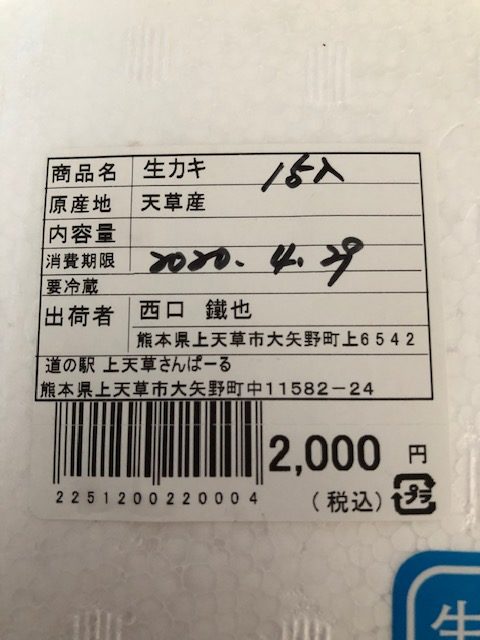 商品名 生カキ 15入
原産地 天草産
内容量
消費期限 2020.4.29
要冷蔵
出荷者 西口 鐵也
熊本県上天草市大矢野町上6542
道の駅 上天草さんぱーる
熊本県上天草市大矢野町中11582-24
2,000 円
2251200220004
(税込) プラ
生